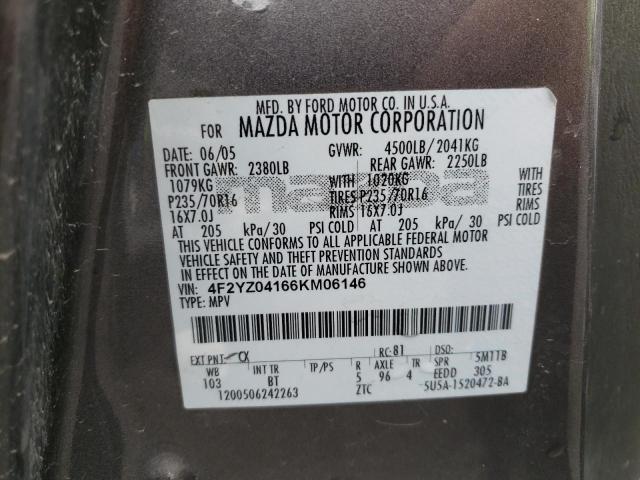 MFD. BY FORD MOTOR CO. IN U.S.A.
FOR MAZDA MOTOR CORPORATION
DATE: 06/05 GVWR: 4500LB/2041KG
FRONT GAWR: 2380LB REAR GAWR: 2250LB
1079KG WITH 1020KG WITH
P235/70R16 TIRES P235/70R16 TIRES
16X7.0J RIMS 16X7.0J RIMS
AT 205 kPa/30 PSI COLD AT 205 kPa/30 PSI COLD
mazda
THIS VEHICLE CONFORMS TO ALL APPLICABLE FEDERAL MOTOR
VEHICLE SAFETY AND THEFT PREVENTION STANDARDS
IN EFFECT ON THE DATE OF MANUFACTURE SHOWN ABOVE.
VIN: 4F2YZ04166KM06146
TYPE: MPV
EXT PNT: CX RC: 81 DSO:
WB INT TR TP/PS R AXLE TR SPR 5M11B
103 BT 5 96 4 EEDD 305
1200506242263 ZTC 5U5A-1520472-BA